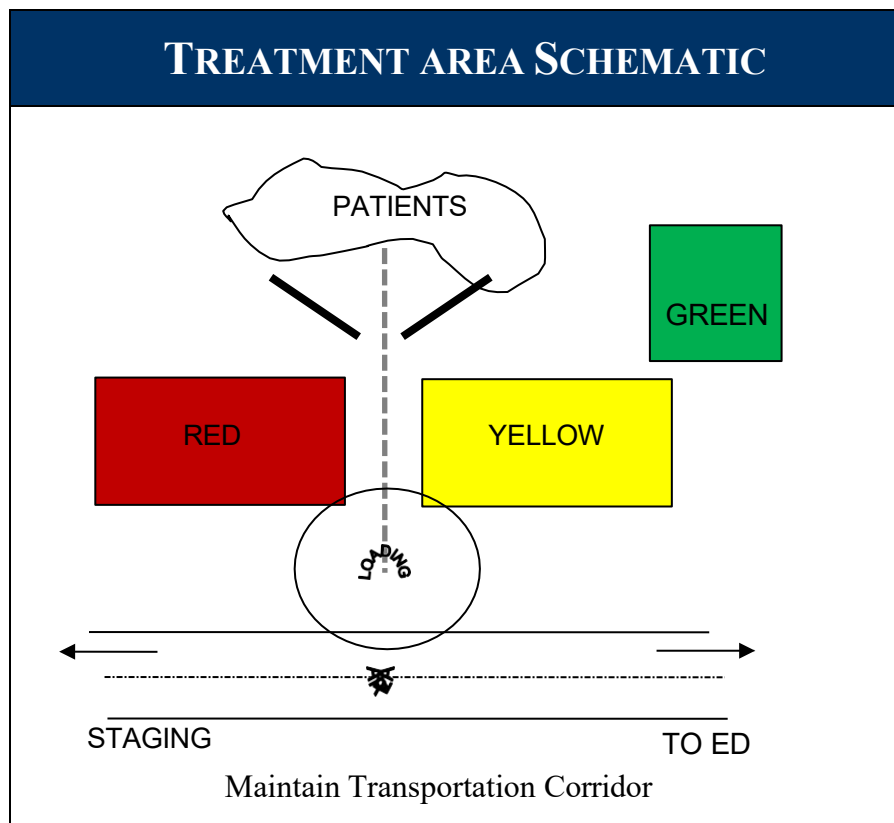 TREATMENT AREA SCHEMATIC
PATIENTS
GREEN
RED
YELLOW
LOADING
STAGING
TO ED
Maintain Transportation Corridor